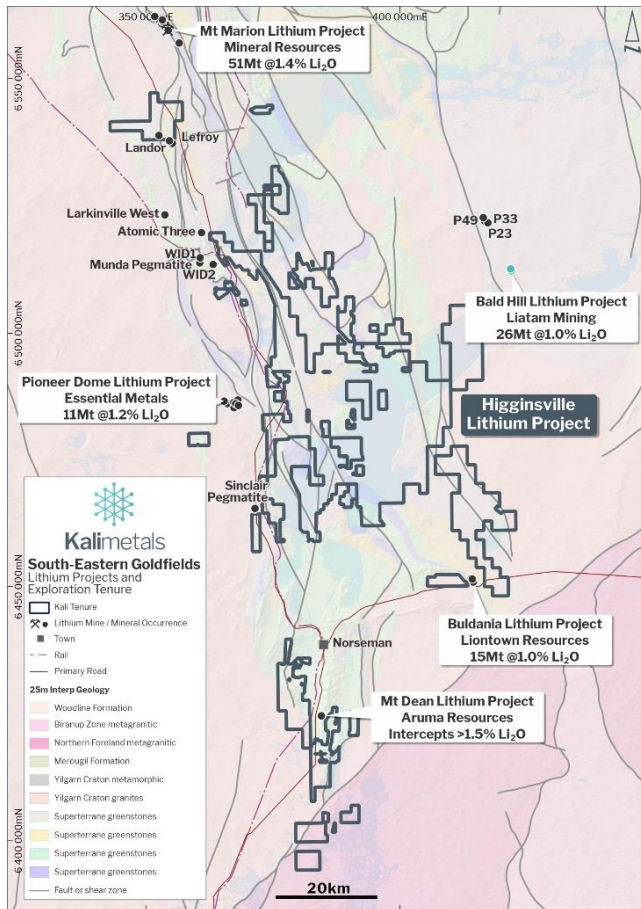 350 000mE
400 000mE
Z
Mt Marion Lithium Project
Mineral Resources
51Mt @1.4% Li₂O
6 550 000mN
Lefroy
Landor
Larkinville West
Atomic Three
WID1
Munda Pegmatite
WID2
P49
P33
P23
Bald Hill Lithium Project
Liatam Mining
26Mt @1.0% Li₂O
6 500 000mN
Pioneer Dome Lithium Project
Essential Metals
11Mt @1.2% Li₂O
Higginsville
Lithium Project
Sinclair
Pegmatite
Kalimetals
South-Eastern Goldfields
Lithium Projects and
Exploration Tenure
Kali Tenure
Lithium Mine / Mineral Occurrence
Town
Rail
Primary Road
25m Interp Geology
Woodline Formation
Biranup Zone metagranitic
Northern Foreland metagranitic
Merougil Formation
Yilgarn Craton metamorphic
Yilgarn Craton granites
Superterrane greenstones
Superterrane greenstones
Superterrane greenstones
Superterrane greenstones
Fault or shear zone
6 450 000mN
Buldania Lithium Project
Liontown Resources
15Mt @1.0% Li₂O
Norseman
Mt Dean Lithium Project
Aruma Resources
Intercepts >1.5% Li₂O
6 400 000mN
20km